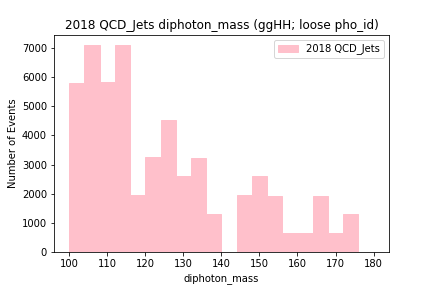 2018 QCD_Jets diphoton_mass (ggHH; loose pho_id)
2018 QCD_Jets
Number of Events
7000
6000
5000
4000
3000
2000
1000
0
100 110 120 130 140 150 160 170 180
diphoton_mass